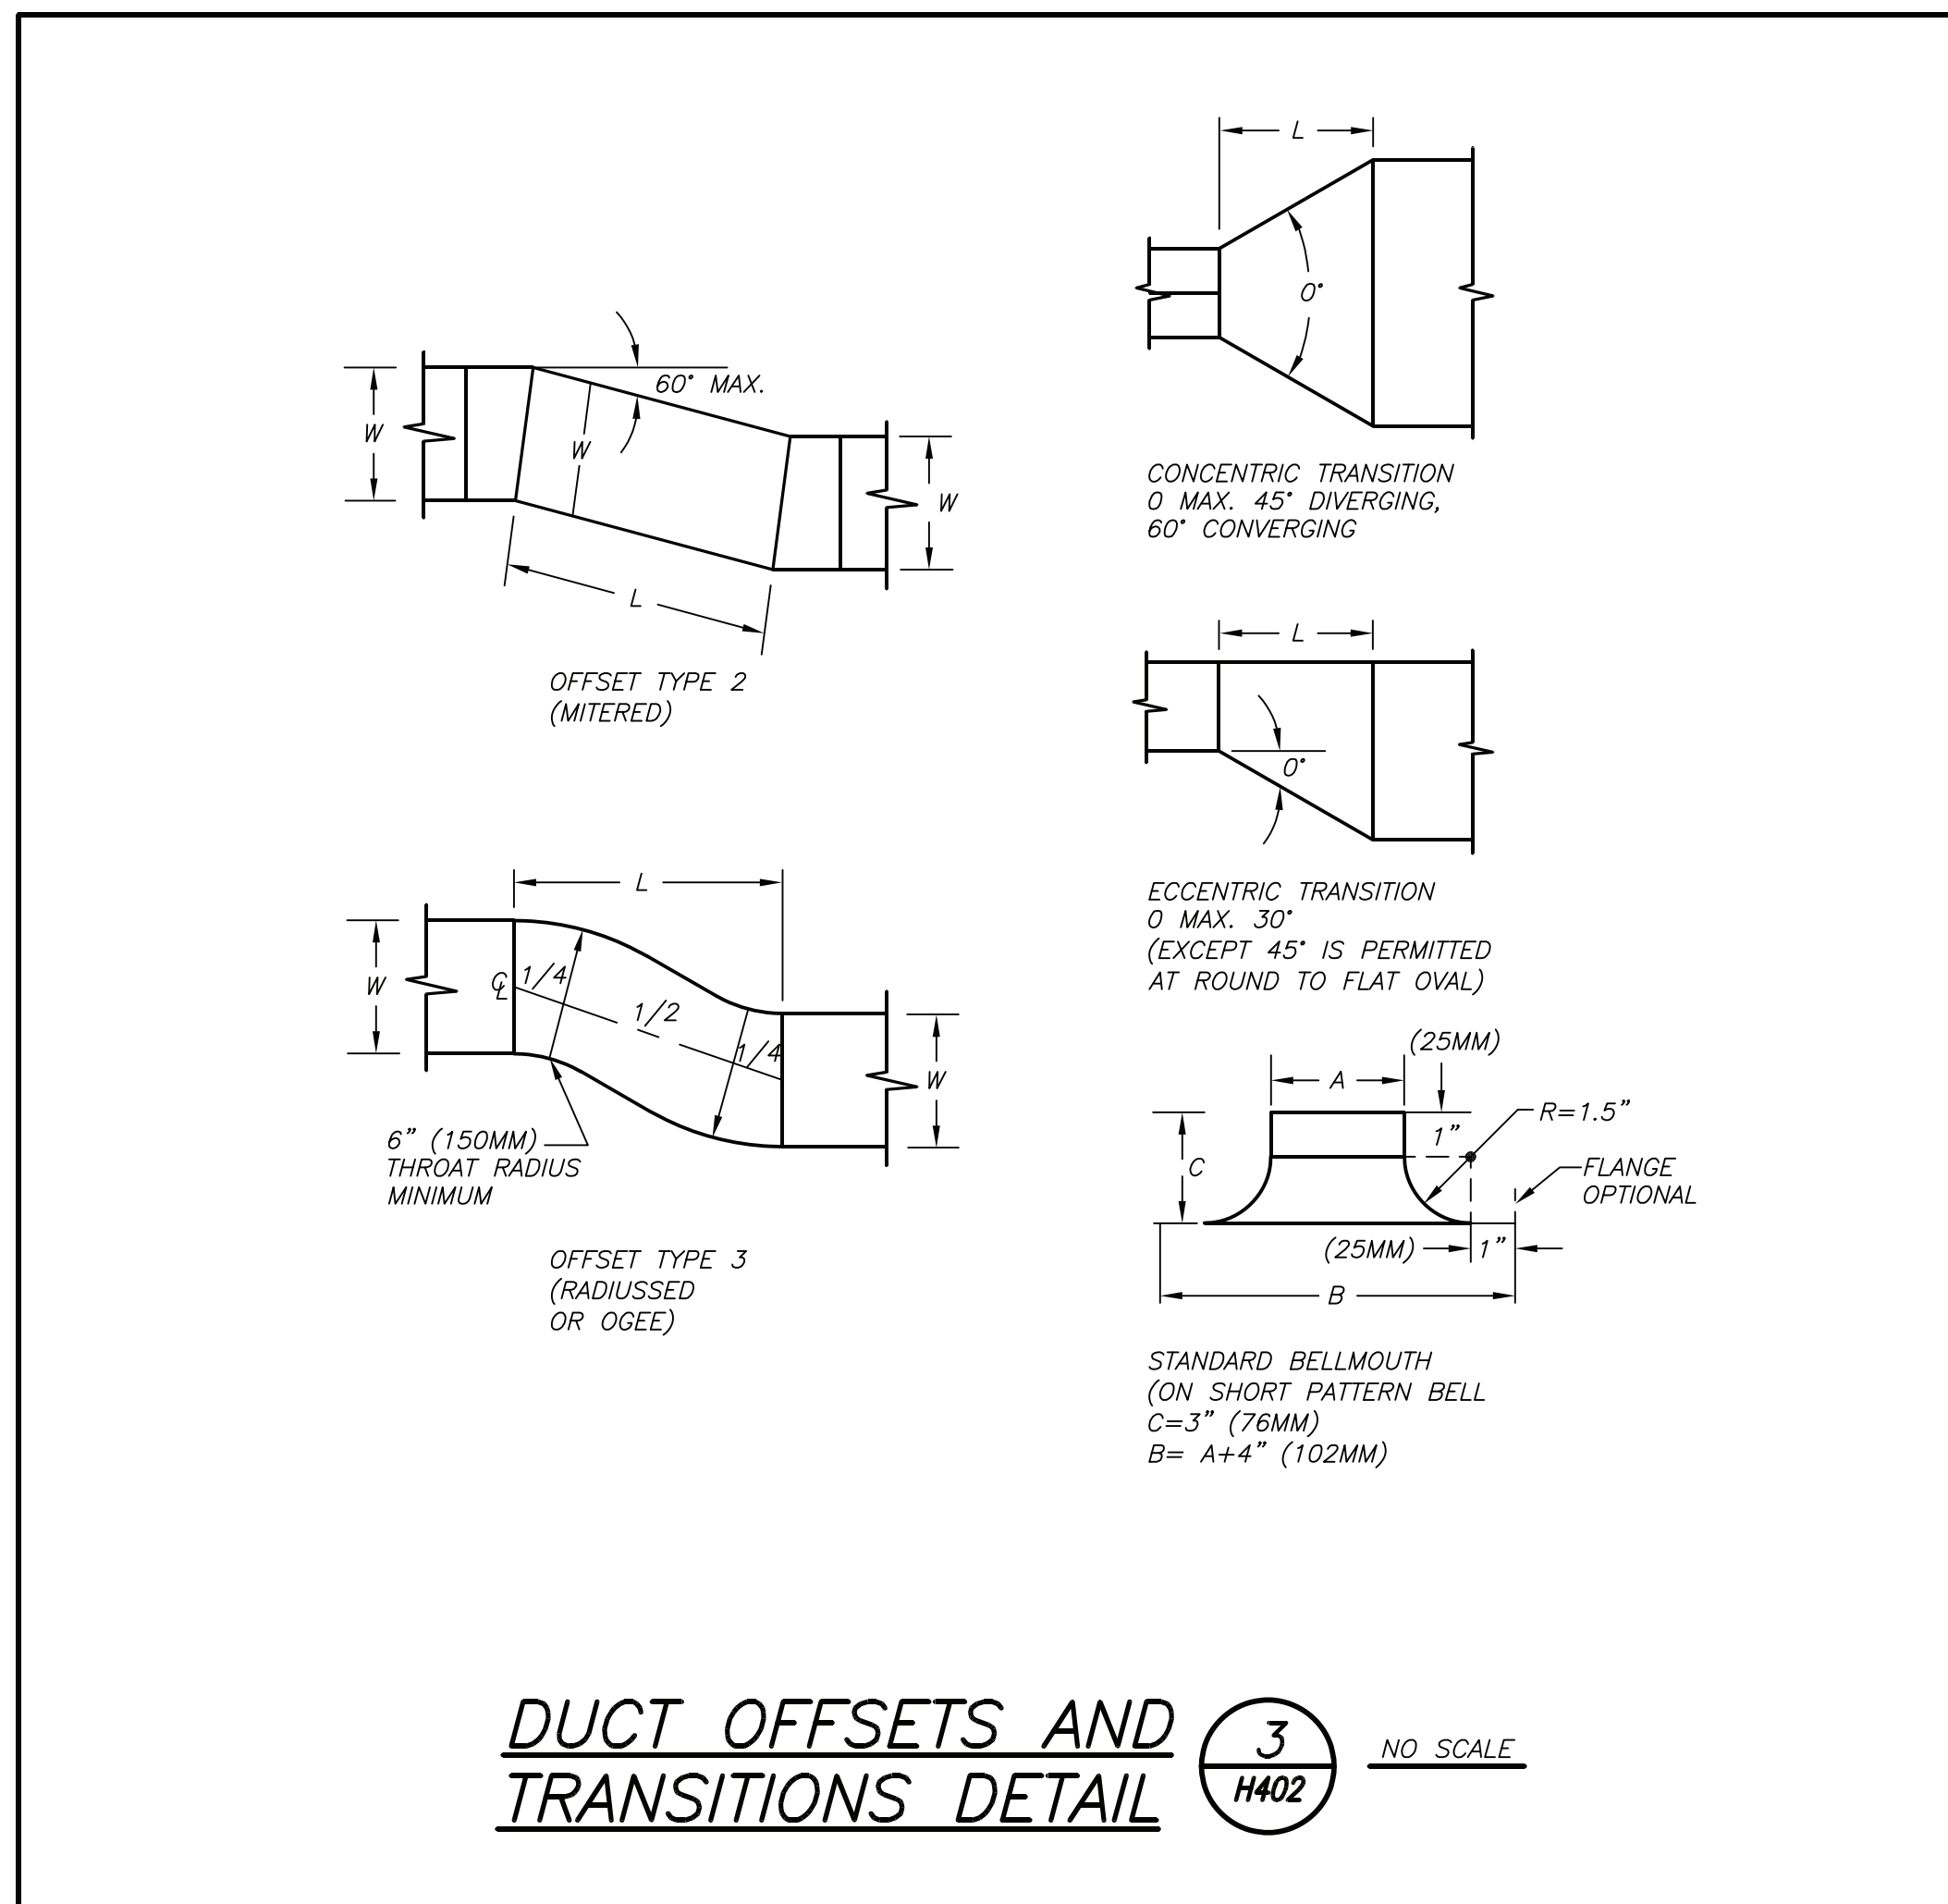 60° MAX.
W
W
W
L
OFFSET TYPE 2
(MITERED)
L
W
℄
1/4
1/2
1/4
W
6” (150MM)
THROAT RADIUS
MINIMUM
OFFSET TYPE 3
(RADIUSSED
OR OGEE)
L
0°
CONCENTRIC TRANSITION
0 MAX. 45° DIVERGING,
60° CONVERGING
L
0°
ECCENTRIC TRANSITION
0 MAX. 30°
(EXCEPT 45° IS PERMITTED
AT ROUND TO FLAT OVAL)
(25MM)
A
R=1.5”
1”
C
FLANGE
OPTIONAL
(25MM)
1”
B
STANDARD BELLMOUTH
(ON SHORT PATTERN BELL
C=3” (76MM)
B= A+4” (102MM)
DUCT OFFSETS AND
TRANSITIONS DETAIL
3
H402
NO SCALE